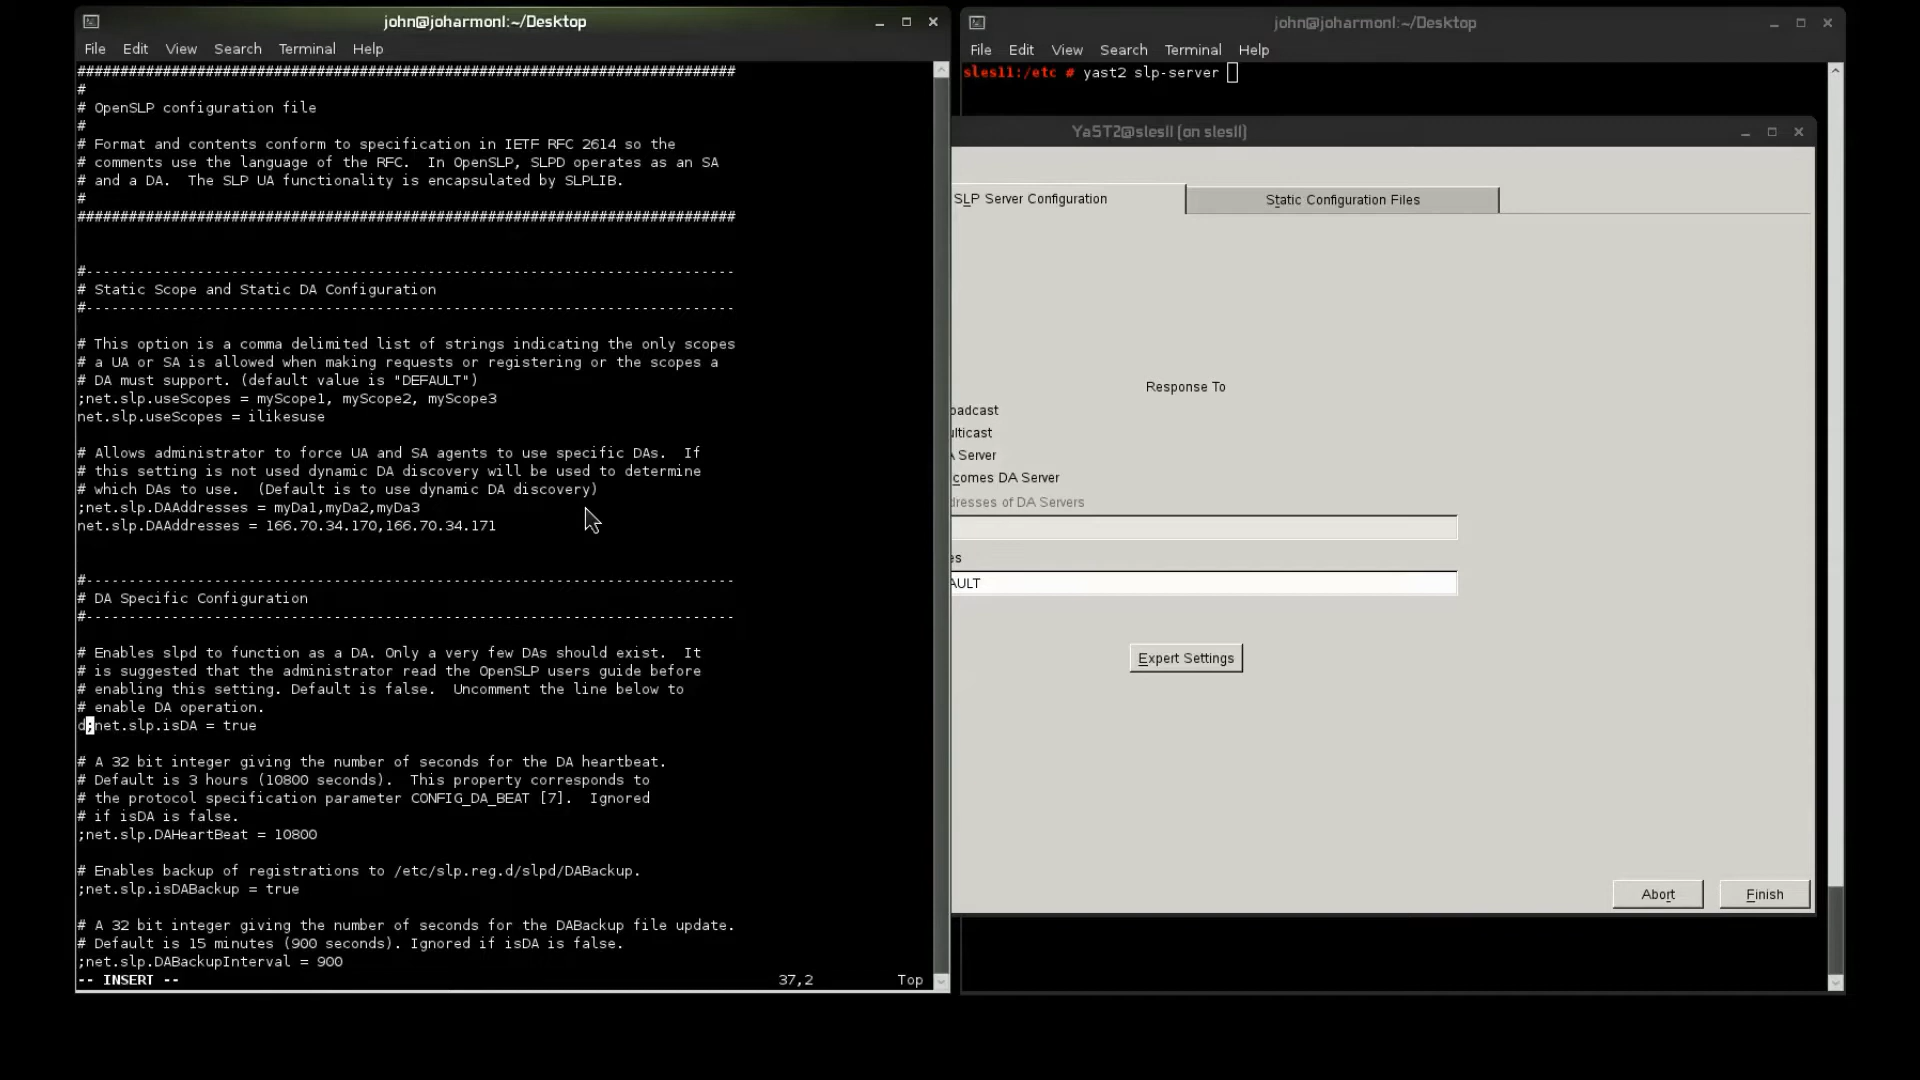 john@joharmonl:~/Desktop
File Edit View Search Terminal Help
################################################################################
#
# OpenSLP configuration file
#
# Format and contents conform to specification in IETF RFC 2614 so the
# comments use the language of the RFC.  In OpenSLP, SLPD operates as an SA
# and a DA.  The SLP UA functionality is encapsulated by SLPLIB.
#
################################################################################
#----------------------------------------------------------------------------
# Static Scope and Static DA Configuration
#----------------------------------------------------------------------------
# This option is a comma delimited list of strings indicating the only scopes
# a UA or SA is allowed when making requests or registering or the scopes a
# DA must support. (default value is "DEFAULT")
;net.slp.useScopes = myScope1, myScope2, myScope3
net.slp.useScopes = ilikesuse
# Allows administrator to force UA and SA agents to use specific DAs.  If
# this setting is not used dynamic DA discovery will be used to determine
# which DAs to use.  (Default is to use dynamic DA discovery)
;net.slp.DAAddresses = myDa1,myDa2,myDa3
net.slp.DAAddresses = 166.70.34.170,166.70.34.171
#----------------------------------------------------------------------------
# DA Specific Configuration
#----------------------------------------------------------------------------
# Enables slpd to function as a DA. Only a very few DAs should exist.  It
# is suggested that the administrator read the OpenSLP users guide before
# enabling this setting. Default is false.  Uncomment the line below to
# enable DA operation.
d;net.slp.isDA = true
# A 32 bit integer giving the number of seconds for the DA heartbeat.
# Default is 3 hours (10800 seconds).  This property corresponds to
# the protocol specification parameter CONFIG_DA_BEAT [7].  Ignored
# if isDA is false.
;net.slp.DAHeartBeat = 10800
# Enables backup of registrations to /etc/slp.reg.d/slpd/DABackup.
;net.slp.isDABackup = true
# A 32 bit integer giving the number of seconds for the DABackup file update.
# Default is 15 minutes (900 seconds). Ignored if isDA is false.
;net.slp.DABackupInterval = 900
-- INSERT -- 37,2 Top
john@joharmonl:~/Desktop
File Edit View Search Terminal Help
sles11:/etc # yast2 slp-server
YaST2@sles11 (on sles11)
SLP Server Configuration Static Configuration Files
Response To
oadcast
ulticast
A Server
comes DA Server
dresses of DA Servers
es
AULT
Expert Settings
Abort Finish